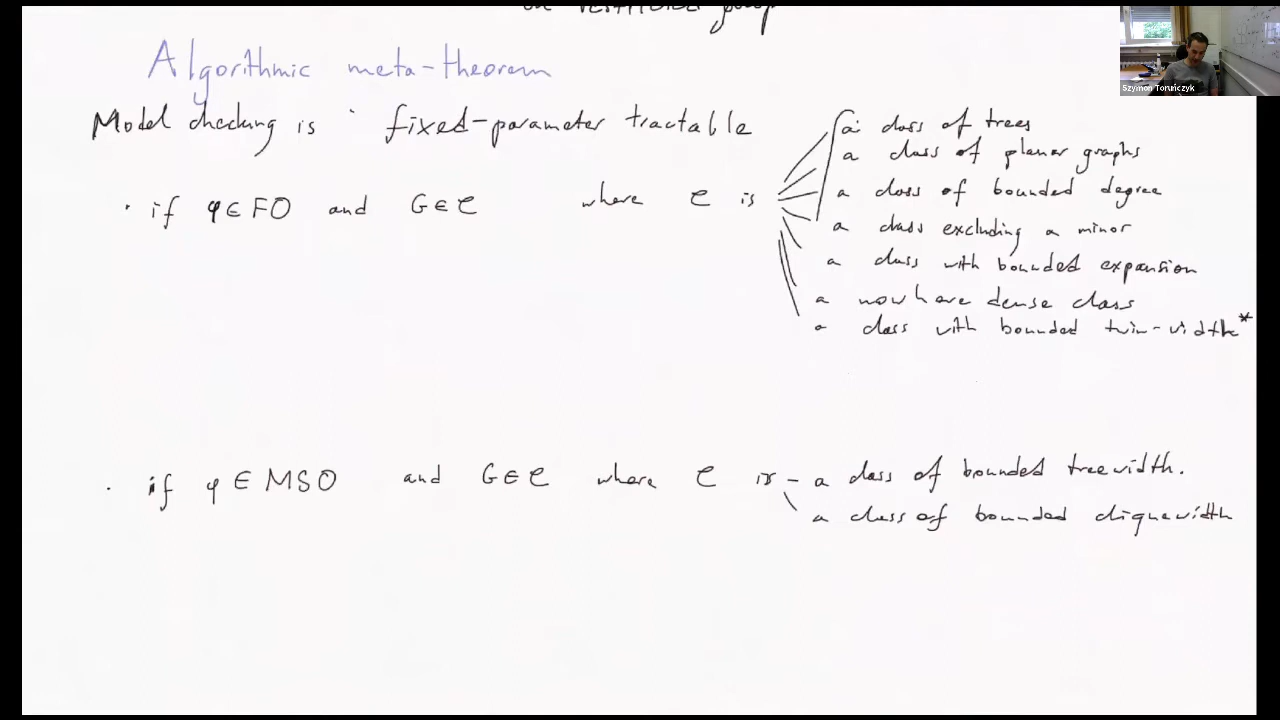 on restricted
Szymon Toruńczyk
Algorithmic meta-theorem
Model checking is fixed-parameter tractable
· if φ∈FO and G∈C where C is
a class of trees
a class of planar graphs
a class of bounded degree
a class excluding a minor
a class with bounded expansion
a nowhere dense class
a class with bounded twin-width*
· if φ∈MSO and G∈C where C is - a class of bounded treewidth.
a class of bounded cliquewidth